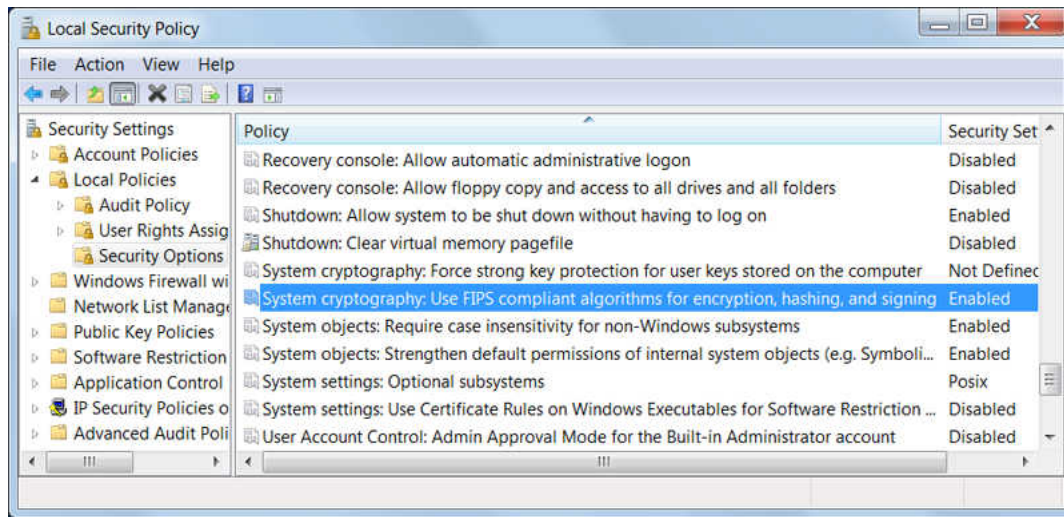 Local Security Policy
File Action View Help
Security Settings
Account Policies
Local Policies
Audit Policy
User Rights Assig
Security Options
Windows Firewall wi
Network List Manage
Public Key Policies
Software Restriction
Application Control
IP Security Policies o
Advanced Audit Poli
Policy Security Set
Recovery console: Allow automatic administrative logon Disabled
Recovery console: Allow floppy copy and access to all drives and all folders Disabled
Shutdown: Allow system to be shut down without having to log on Enabled
Shutdown: Clear virtual memory pagefile Disabled
System cryptography: Force strong key protection for user keys stored on the computer Not Defined
System cryptography: Use FIPS compliant algorithms for encryption, hashing, and signing Enabled
System objects: Require case insensitivity for non-Windows subsystems Enabled
System objects: Strengthen default permissions of internal system objects (e.g. Symboli... Enabled
System settings: Optional subsystems Posix
System settings: Use Certificate Rules on Windows Executables for Software Restriction ... Disabled
User Account Control: Admin Approval Mode for the Built-in Administrator account Disabled